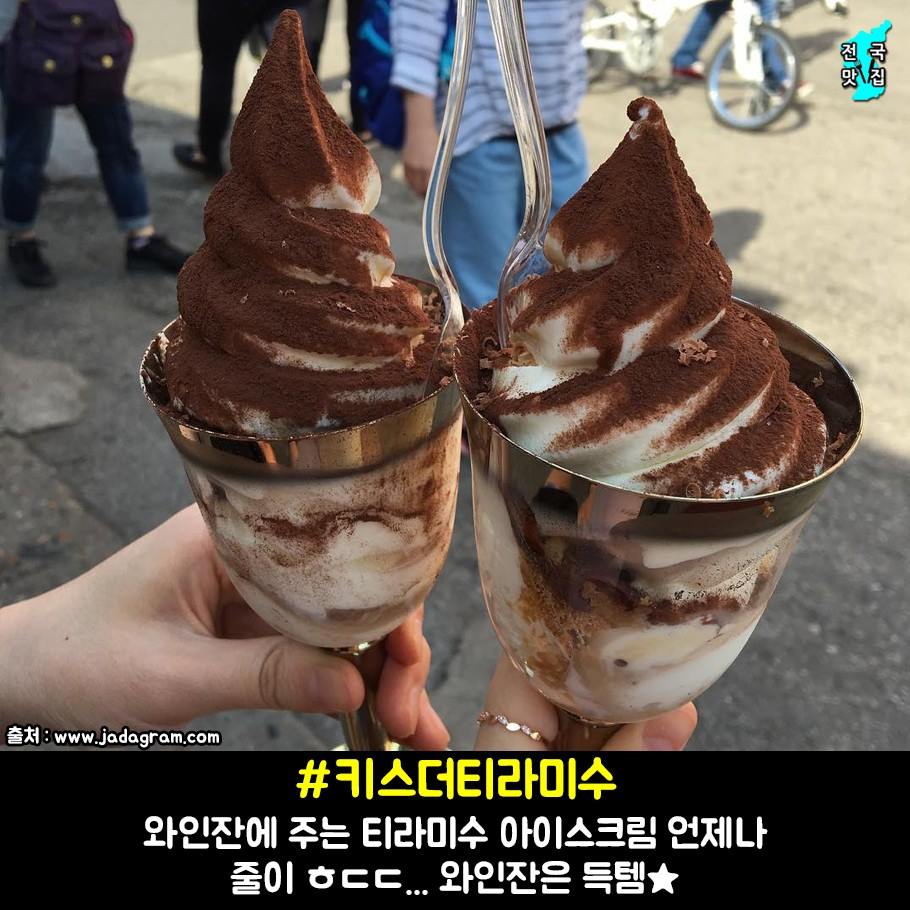 전국
맛집
출처 : www.jadagram.com
#키스더티라미수
와인잔에 주는 티라미수 아이스크림 언제나
줄이 ㅎㄷㄷ... 와인잔은 득템★